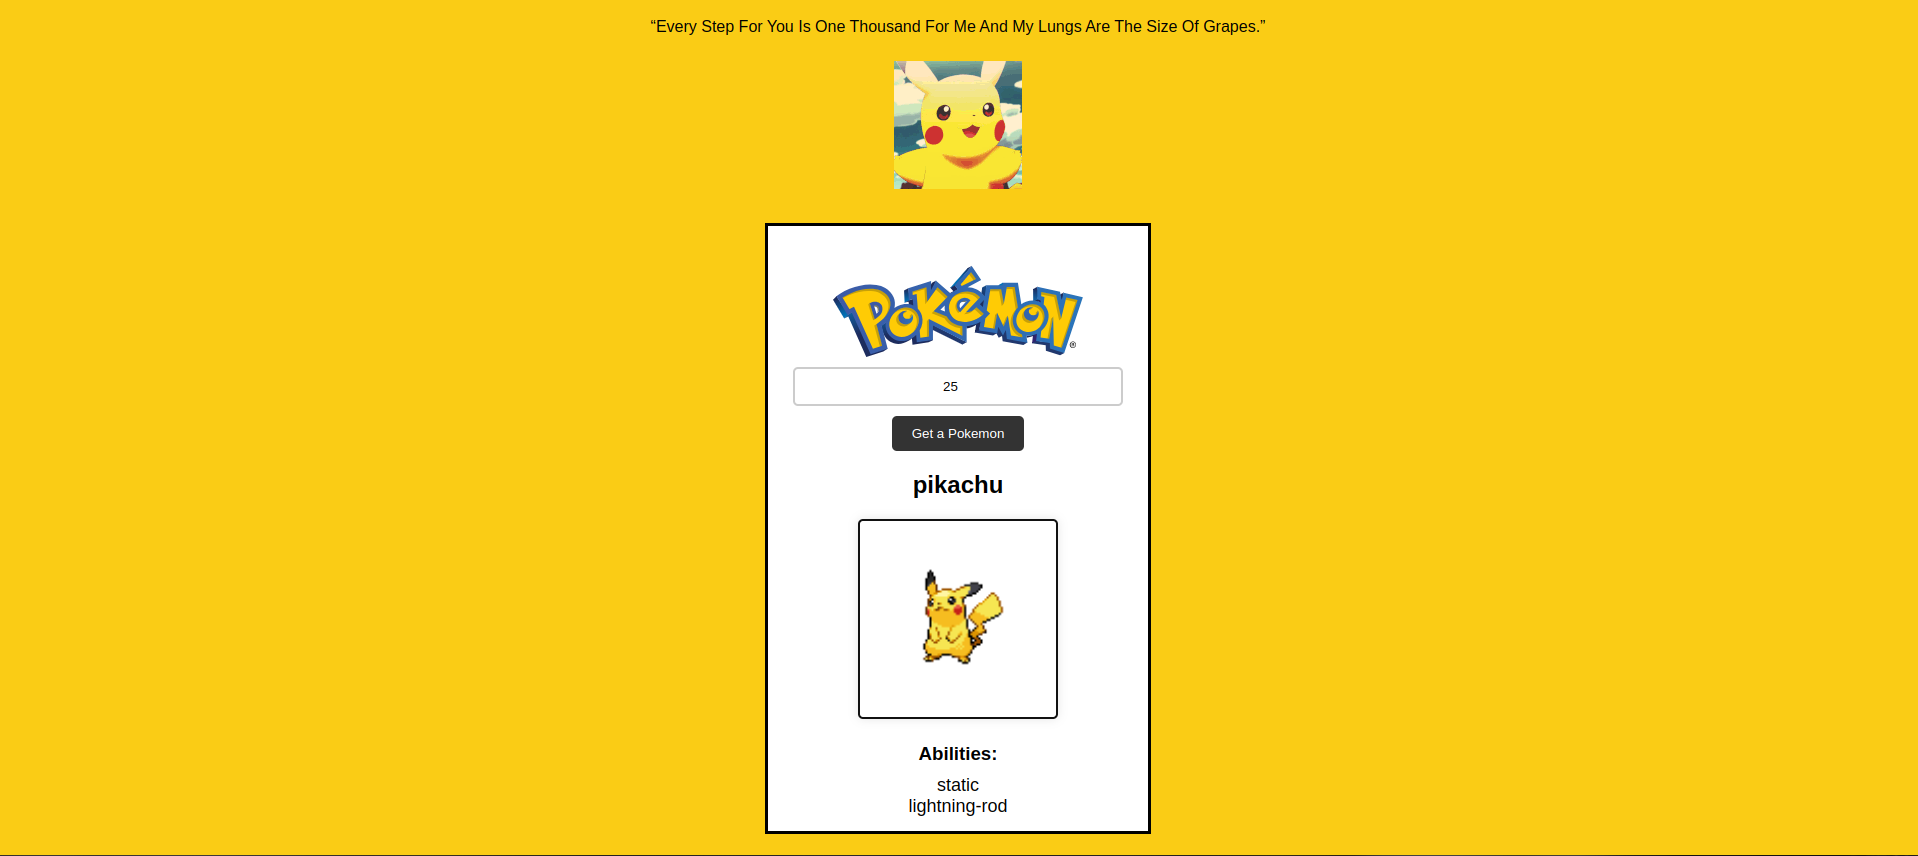 “Every Step For You Is One Thousand For Me And My Lungs Are The Size Of Grapes.”
POKéMON®
25
Get a Pokemon
pikachu
Abilities:
static
lightning-rod